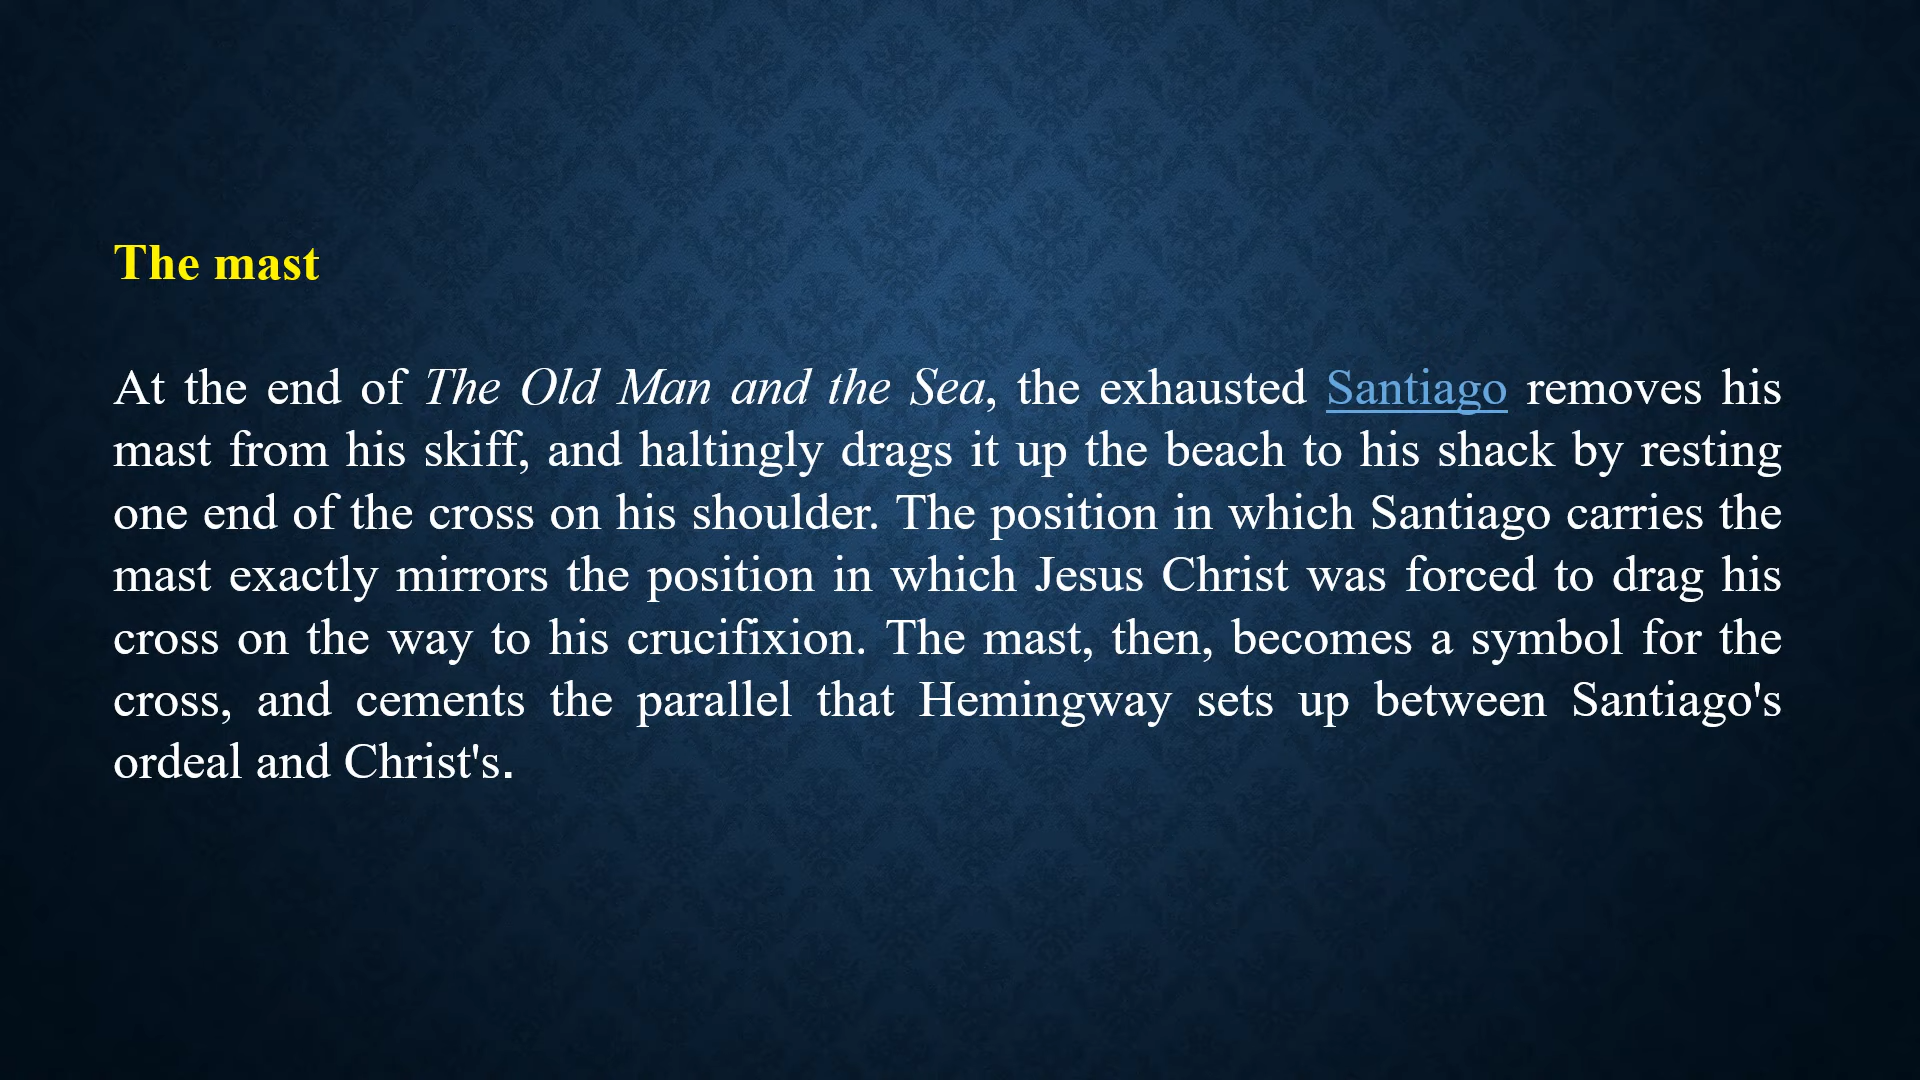 The mast
At the end of The Old Man and the Sea, the exhausted Santiago removes his
mast from his skiff, and haltingly drags it up the beach to his shack by resting
one end of the cross on his shoulder. The position in which Santiago carries the
mast exactly mirrors the position in which Jesus Christ was forced to drag his
cross on the way to his crucifixion. The mast, then, becomes a symbol for the
cross, and cements the parallel that Hemingway sets up between Santiago's
ordeal and Christ's.